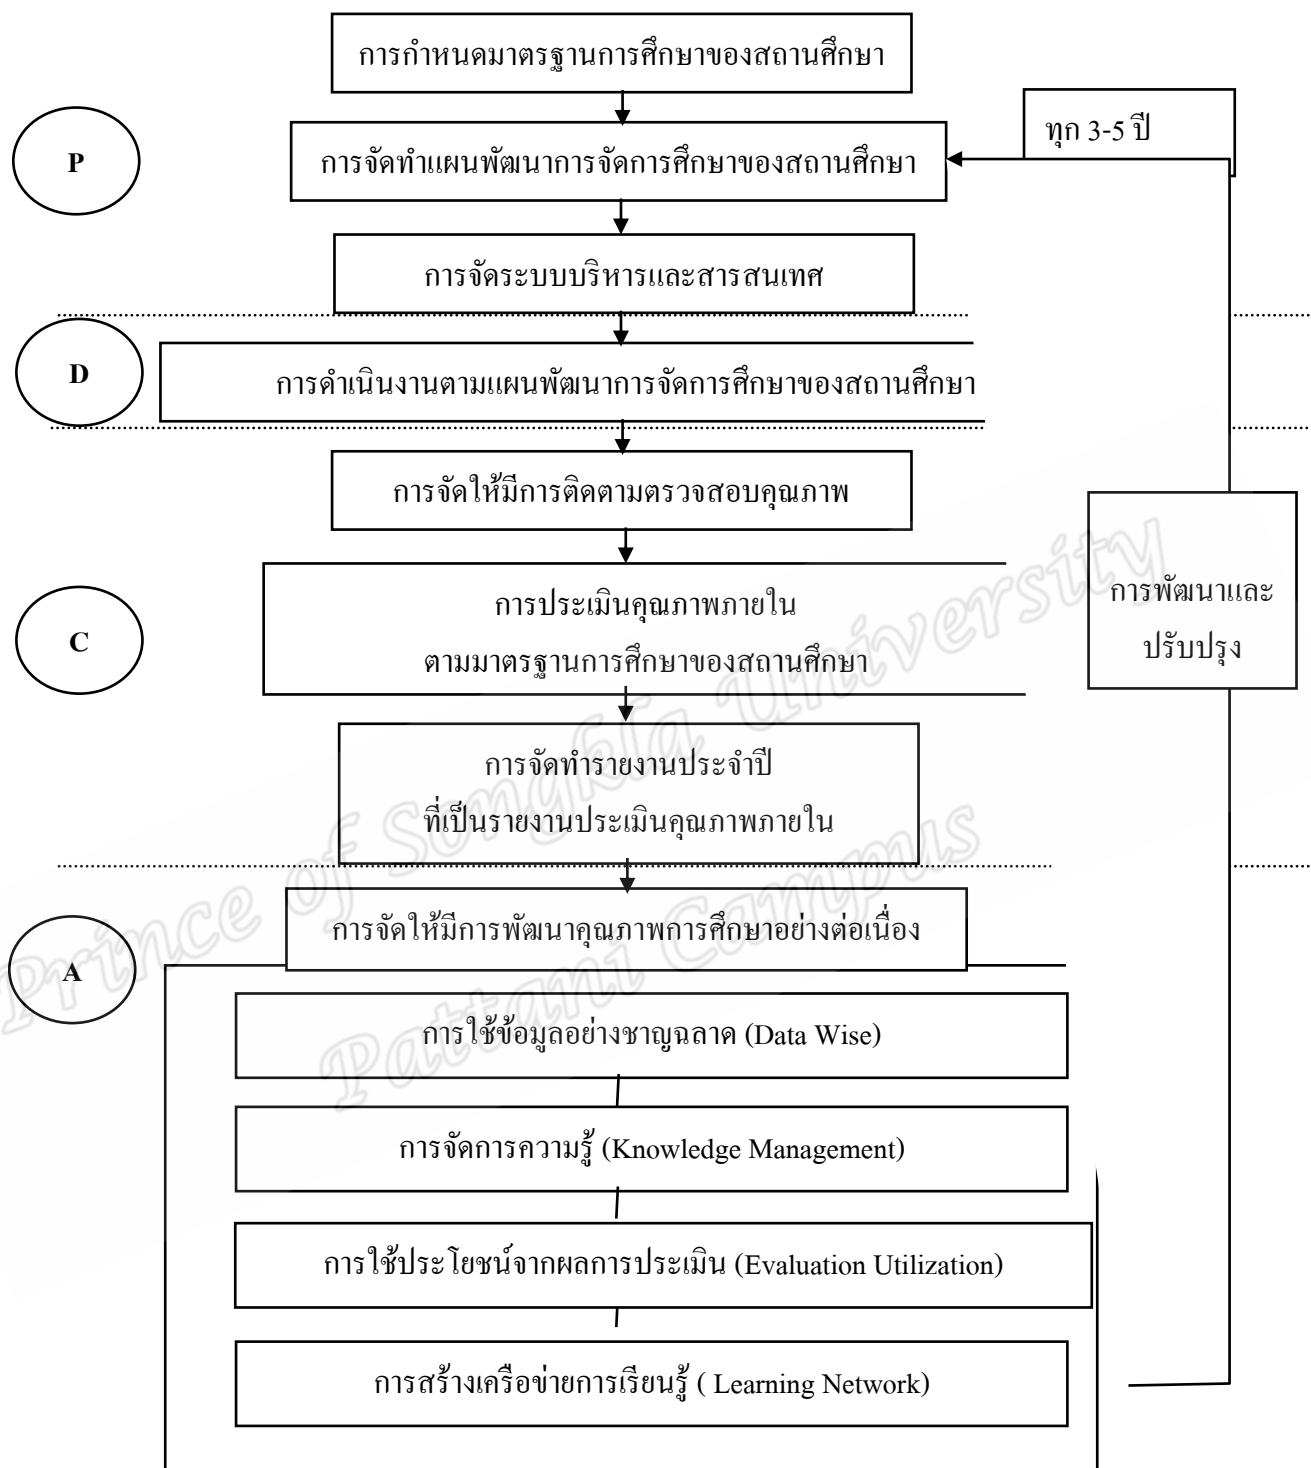 การกำหนดมาตรฐานการศึกษาของสถานศึกษา
ทุก 3-5 ปี
P
การจัดทำแผนพัฒนาการจัดการศึกษาของสถานศึกษา
การจัดระบบบริหารและสารสนเทศ
D
การดำเนินงานตามแผนพัฒนาการจัดการศึกษาของสถานศึกษา
การจัดให้มีการติดตามตรวจสอบคุณภาพ
C
การประเมินคุณภาพภายใน
ตามมาตรฐานการศึกษาของสถานศึกษา
การพัฒนาและ
ปรับปรุง
การจัดทำรายงานประจำปี
ที่เป็นรายงานประเมินคุณภาพภายใน
A
การจัดให้มีการพัฒนาคุณภาพการศึกษาอย่างต่อเนื่อง
การใช้ข้อมูลอย่างชาญฉลาด (Data Wise)
การจัดการความรู้ (Knowledge Management)
การใช้ประโยชน์จากผลการประเมิน (Evaluation Utilization)
การสร้างเครือข่ายการเรียนรู้ ( Learning Network)
Prince of Songkla University
Pattani Campus